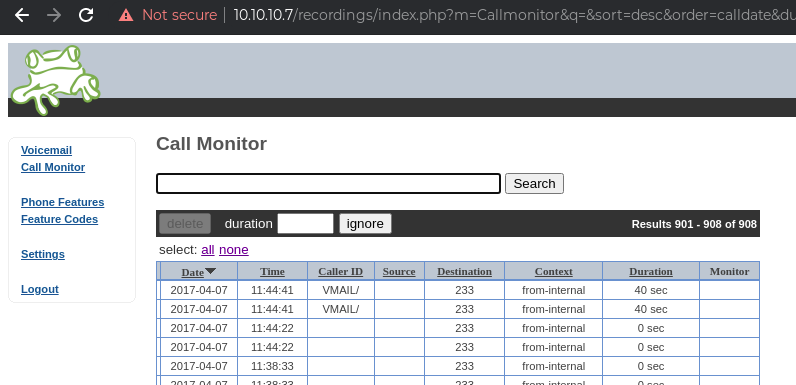 Not secure | 10.10.10.7/recordings/index.php?m=Callmonitor&q=&sort=desc&order=calldate&du
Call Monitor
Voicemail
Call Monitor
Phone Features
Feature Codes
Settings
Logout
Search
delete duration ignore Results 901 - 908 of 908
select: all none
Date Time Caller ID Source Destination Context Duration Monitor
2017-04-07 11:44:41 VMAIL/ 233 from-internal 40 sec
2017-04-07 11:44:41 VMAIL/ 233 from-internal 40 sec
2017-04-07 11:44:22 233 from-internal 0 sec
2017-04-07 11:44:22 233 from-internal 0 sec
2017-04-07 11:38:33 233 from-internal 0 sec
2017-04-07 11:38:33 233 from-internal 0 sec